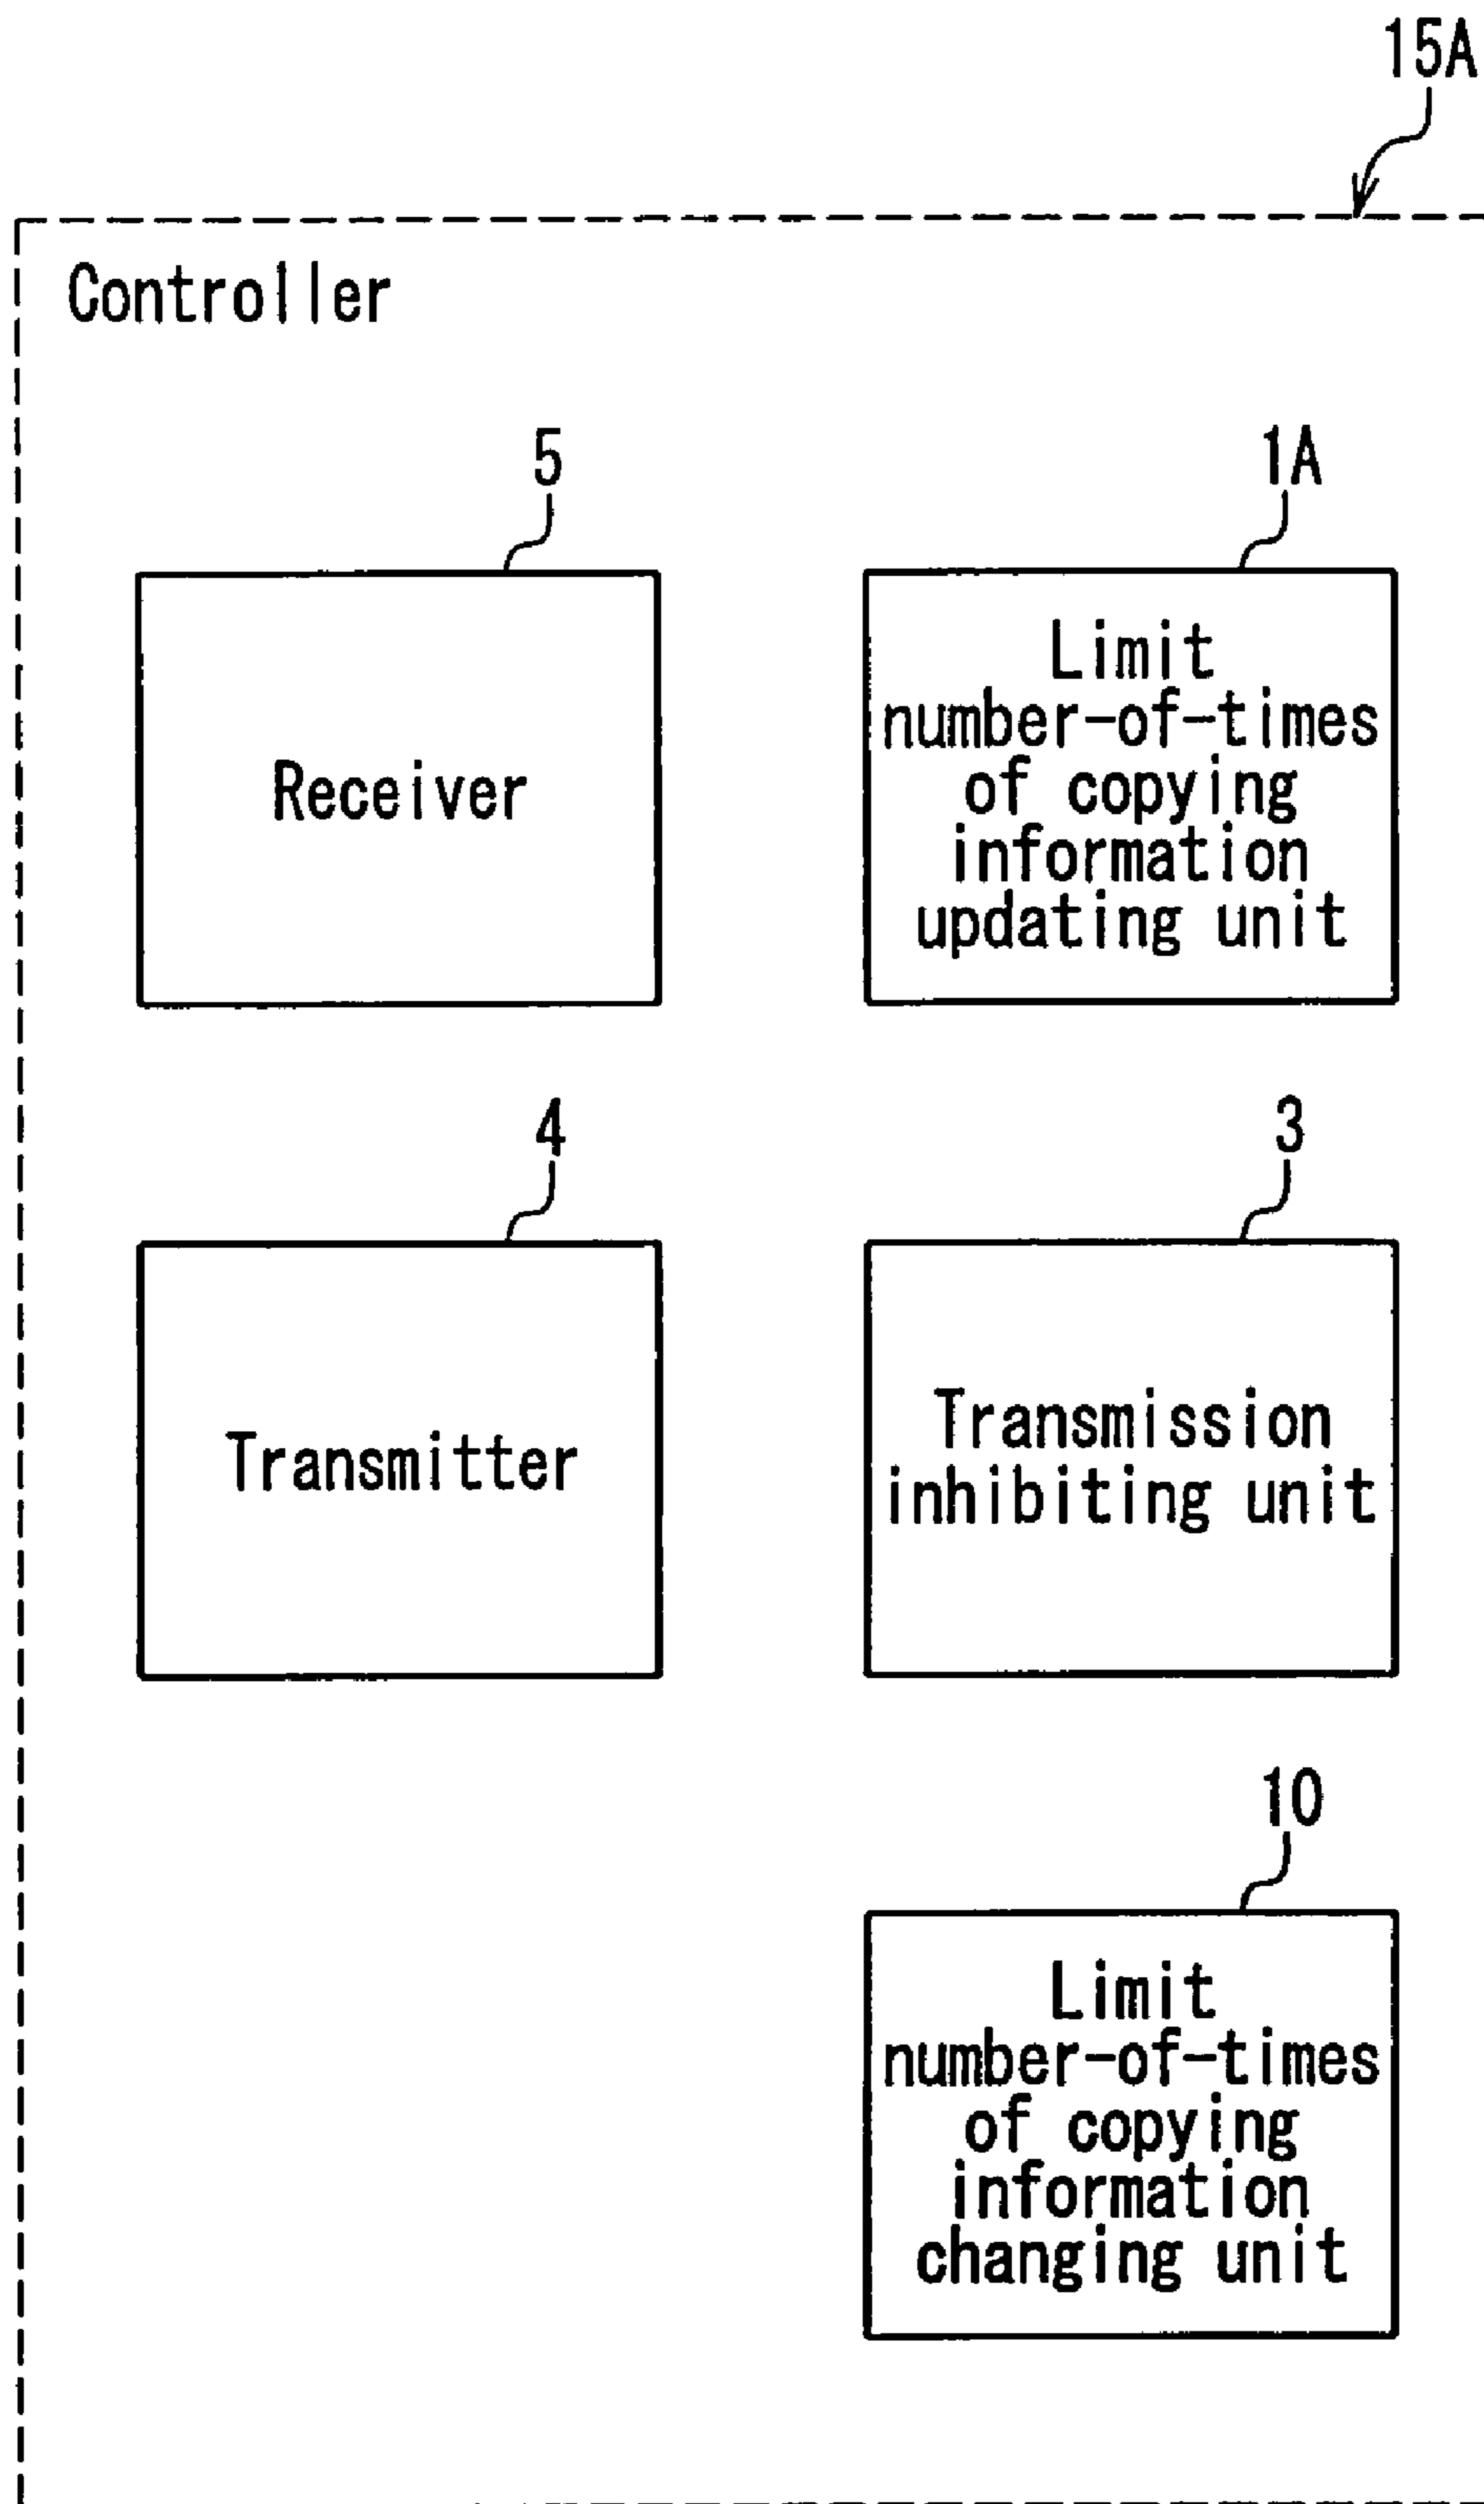 15A
Controller
5
Receiver
1A
Limit
number-of-times
of copying
information
updating unit
4
Transmitter
3
Transmission
inhibiting unit
10
Limit
number-of-times
of copying
information
changing unit